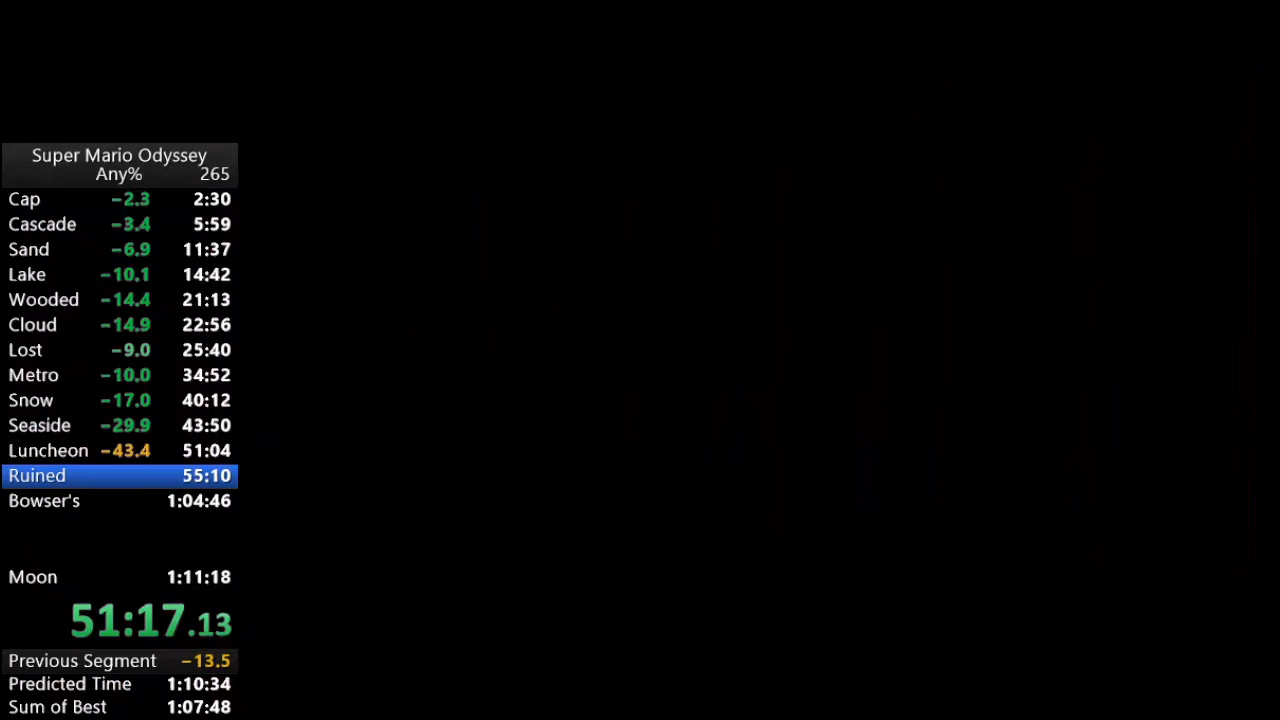 Super Mario Odyssey
Any% 265
Cap -2.3 2:30
Cascade -3.4 5:59
Sand -6.9 11:37
Lake -10.1 14:42
Wooded -14.4 21:13
Cloud -14.9 22:56
Lost -9.0 25:40
Metro -10.0 34:52
Snow -17.0 40:12
Seaside -29.9 43:50
Luncheon -43.4 51:04
Ruined 55:10
Bowser's 1:04:46
Moon 1:11:18
51:17.13
Previous Segment -13.5
Predicted Time 1:10:34
Sum of Best 1:07:48